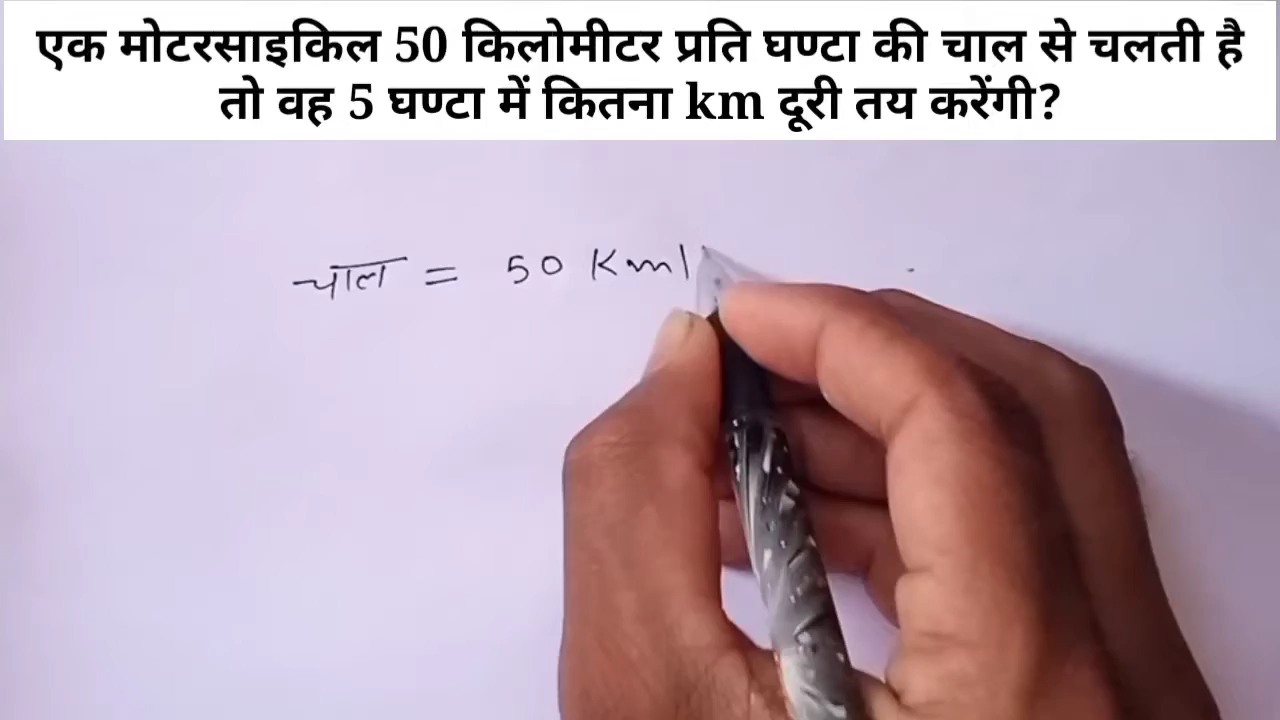 एक मोटरसाइकिल 50 किलोमीटर प्रति घण्टा की चाल से चलती है
तो वह 5 घण्टा में कितना km दूरी तय करेंगी?
चाल = 50 Km/